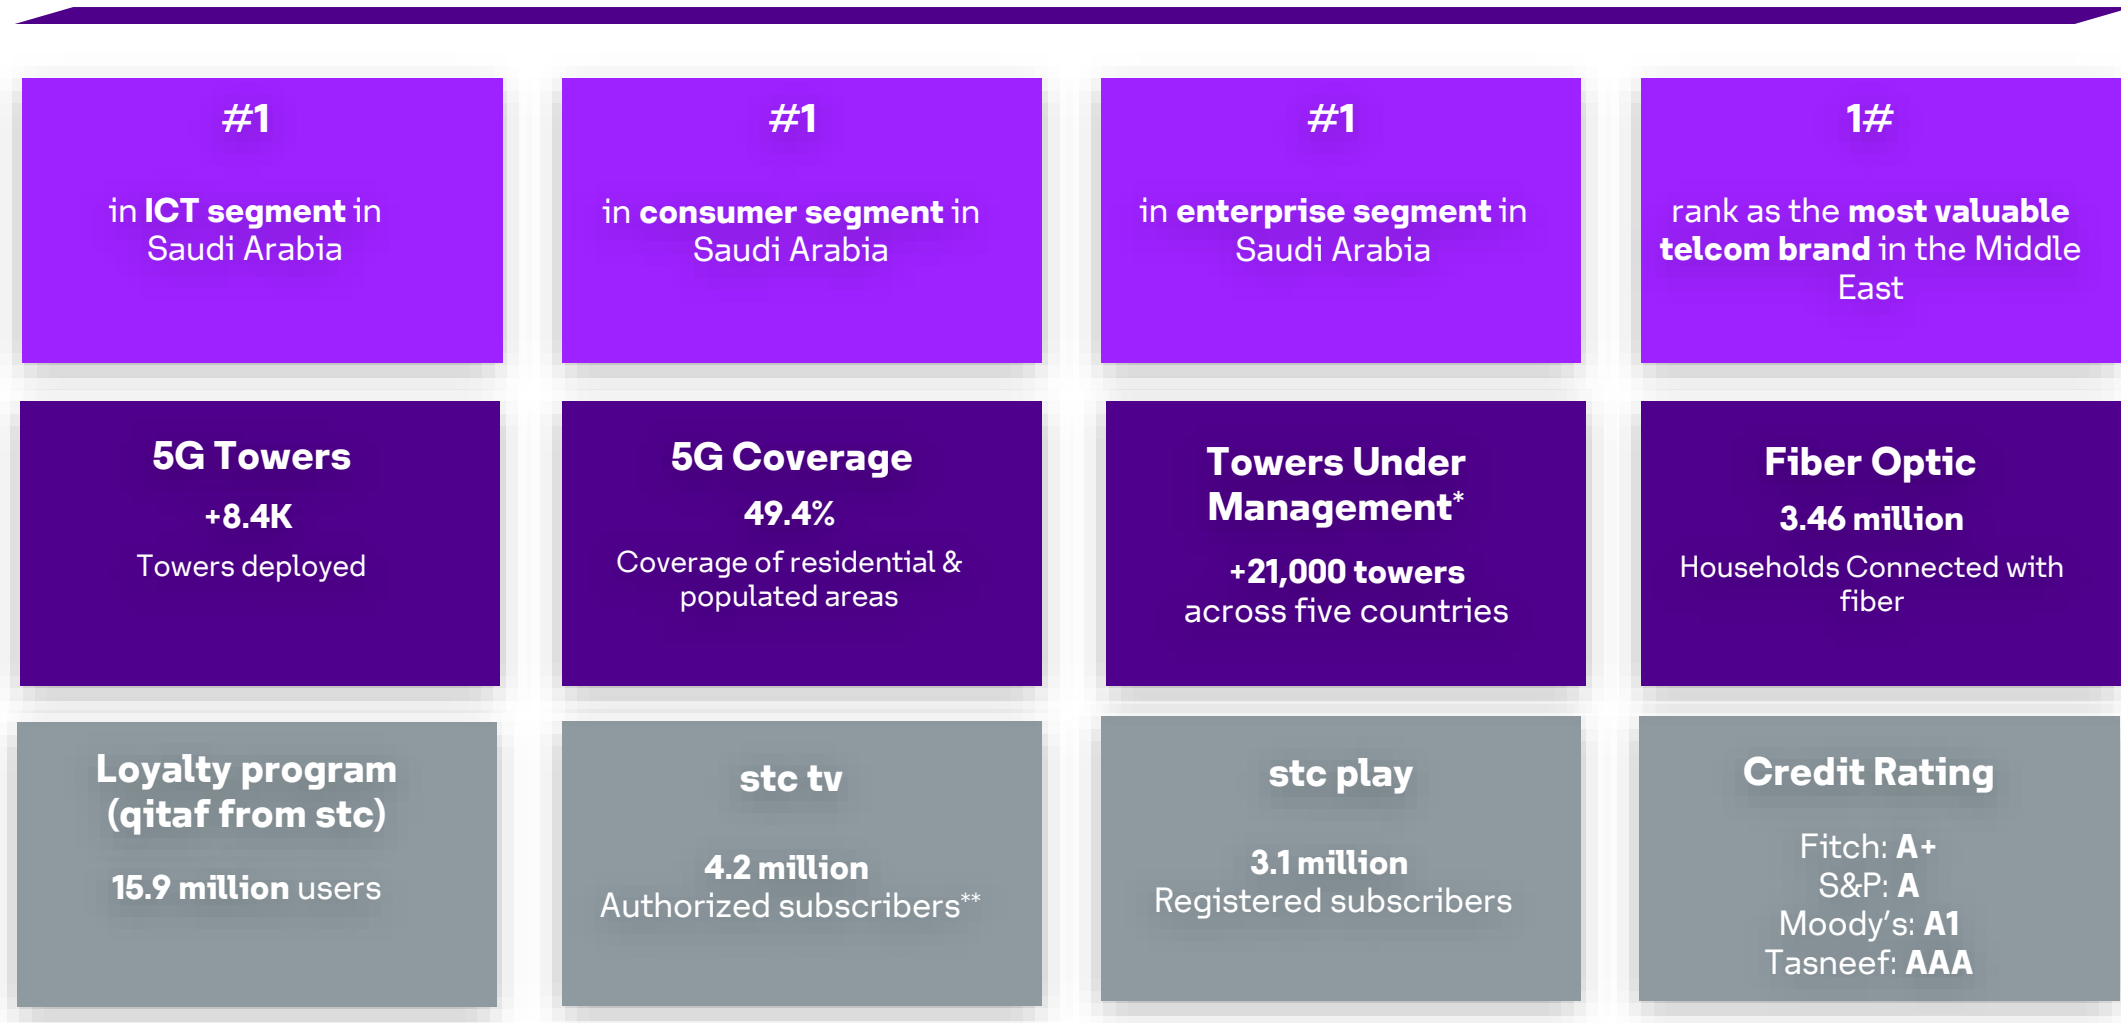 #1
in ICT segment in
Saudi Arabia
#1
in consumer segment in
Saudi Arabia
#1
in enterprise segment in
Saudi Arabia
1#
rank as the most valuable
telcom brand in the Middle
East
5G Towers
+8.4K
Towers deployed
5G Coverage
49.4%
Coverage of residential &
populated areas
Towers Under
Management*
+21,000 towers
across five countries
Fiber Optic
3.46 million
Households Connected with
fiber
Loyalty program
(qitaf from stc)
15.9 million users
stc tv
4.2 million
Authorized subscribers**
stc play
3.1 million
Registered subscribers
Credit Rating
Fitch: A+
S&P: A
Moody’s: A1
Tasneef: AAA